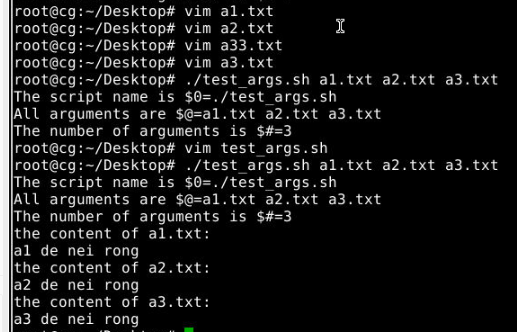 root@cg:~/Desktop# vim a1.txt
root@cg:~/Desktop# vim a2.txt
root@cg:~/Desktop# vim a33.txt
root@cg:~/Desktop# vim a3.txt
root@cg:~/Desktop# ./test_args.sh a1.txt a2.txt a3.txt
The script name is $0=./test_args.sh
All arguments are $@=a1.txt a2.txt a3.txt
The number of arguments is $#=3
root@cg:~/Desktop# vim test_args.sh
root@cg:~/Desktop# ./test_args.sh a1.txt a2.txt a3.txt
The script name is $0=./test_args.sh
All arguments are $@=a1.txt a2.txt a3.txt
The number of arguments is $#=3
the content of a1.txt:
a1 de nei rong
the content of a2.txt:
a2 de nei rong
the content of a3.txt:
a3 de nei rong